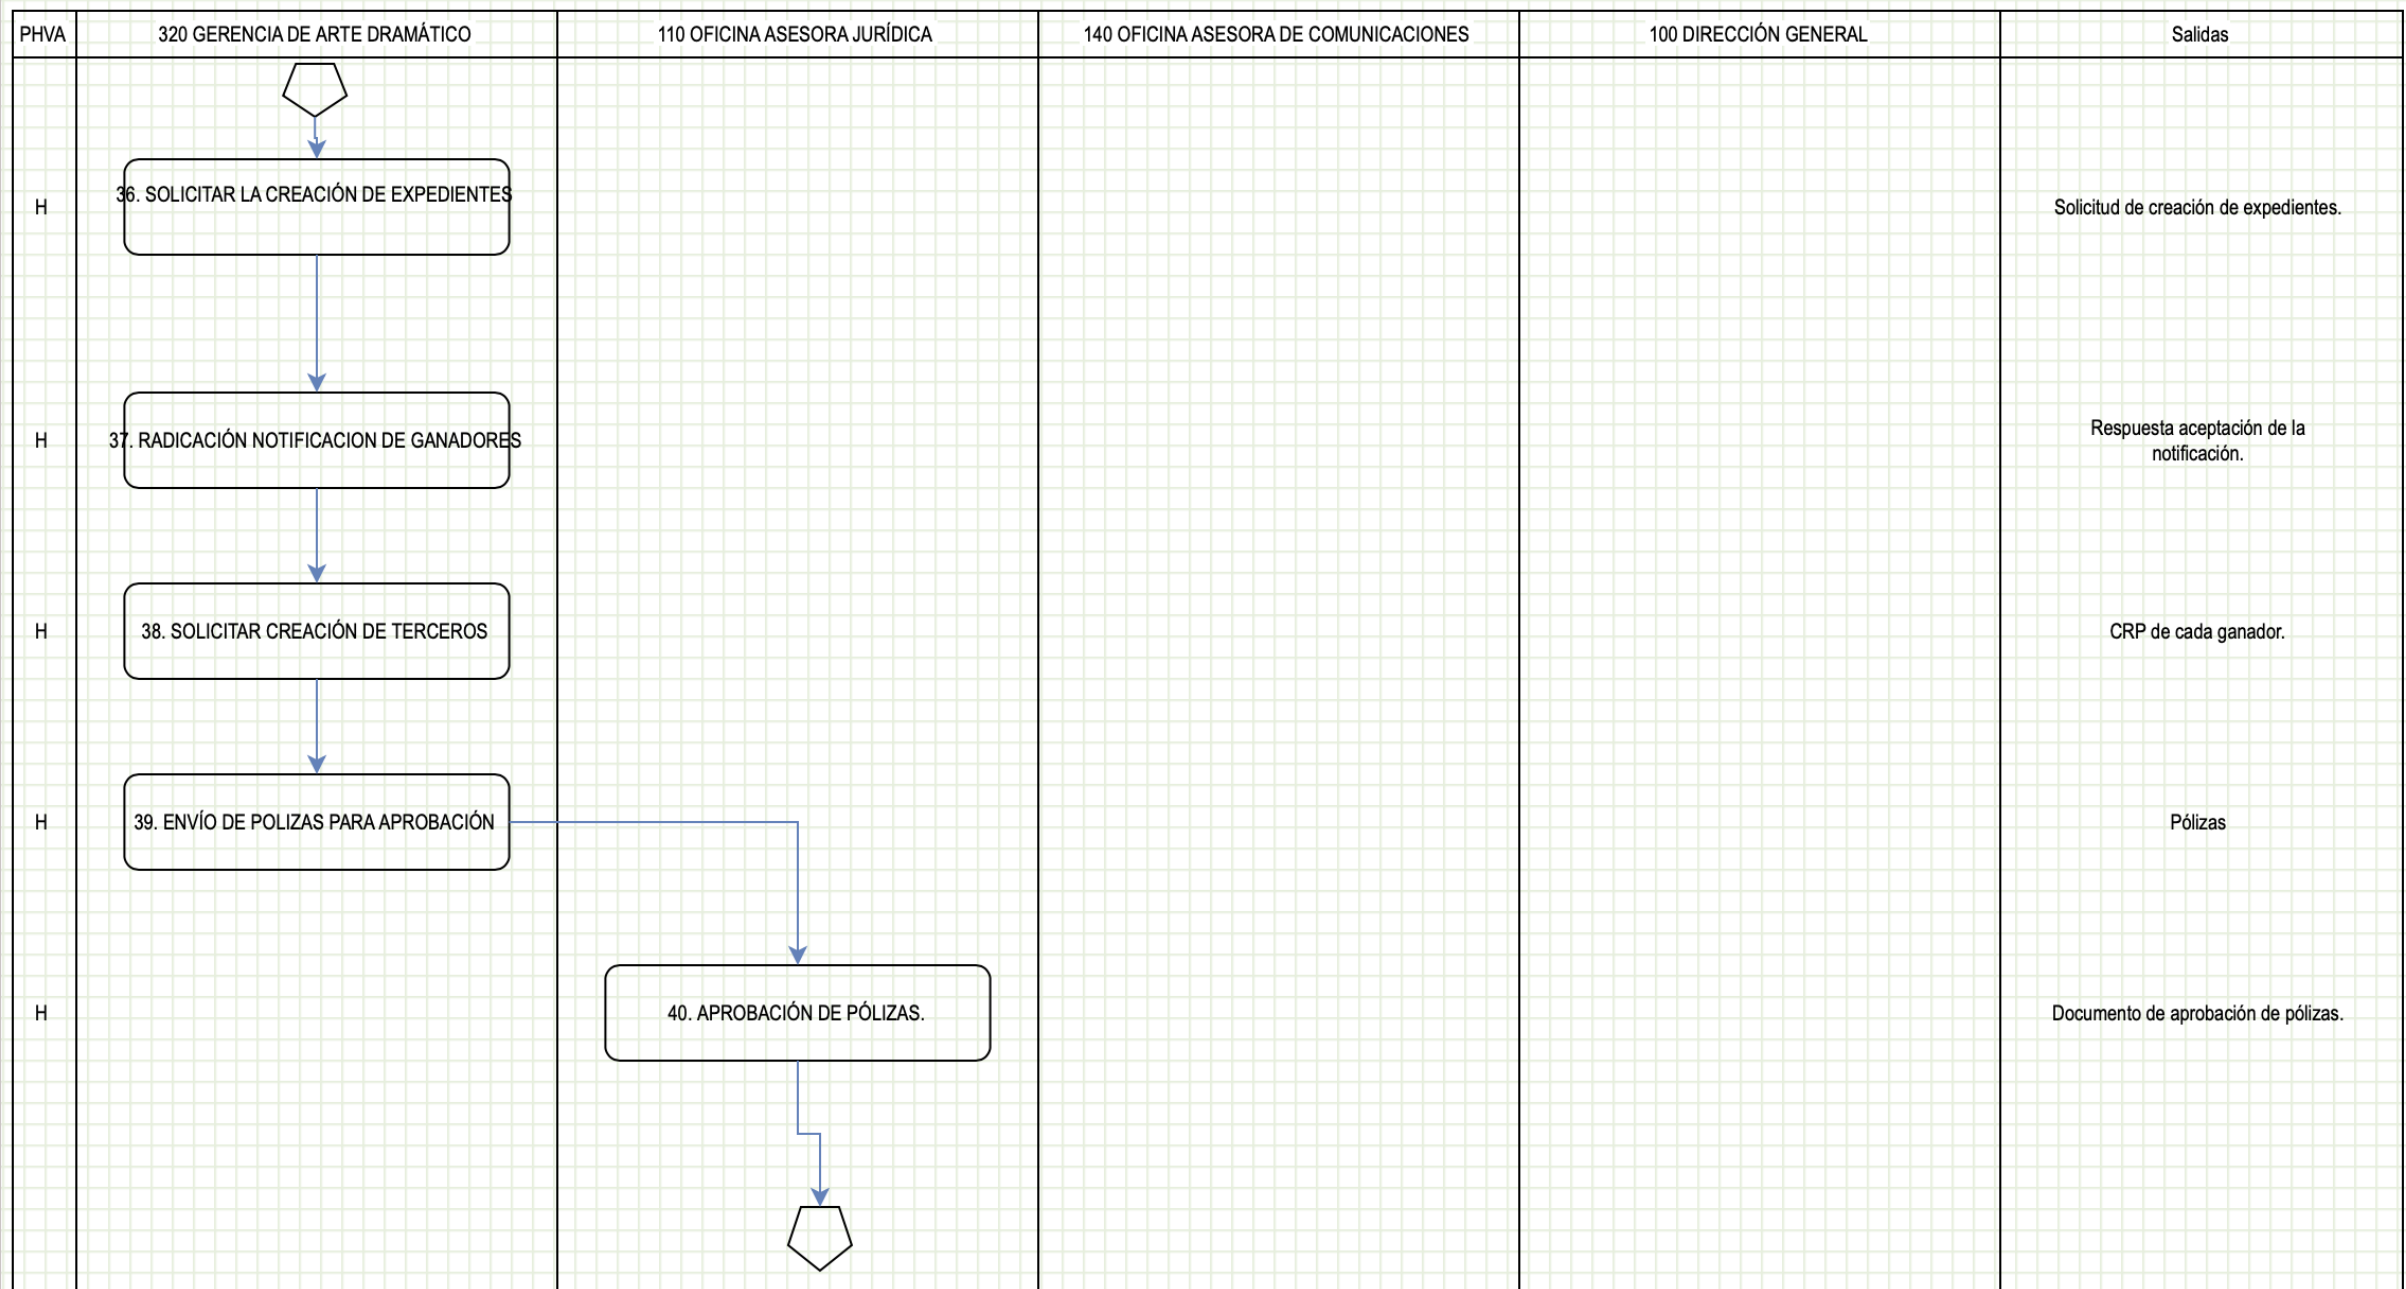 PHVA
320 GERENCIA DE ARTE DRAMÁTICO
110 OFICINA ASESORA JURÍDICA
140 OFICINA ASESORA DE COMUNICACIONES
100 DIRECCIÓN GENERAL
Salidas
H
36. SOLICITAR LA CREACIÓN DE EXPEDIENTES
Solicitud de creación de expedientes.
H
37. RADICACIÓN NOTIFICACION DE GANADORES
Respuesta aceptación de la
notificación.
H
38. SOLICITAR CREACIÓN DE TERCEROS
CRP de cada ganador.
H
39. ENVÍO DE POLIZAS PARA APROBACIÓN
Pólizas
H
40. APROBACIÓN DE PÓLIZAS.
Documento de aprobación de pólizas.